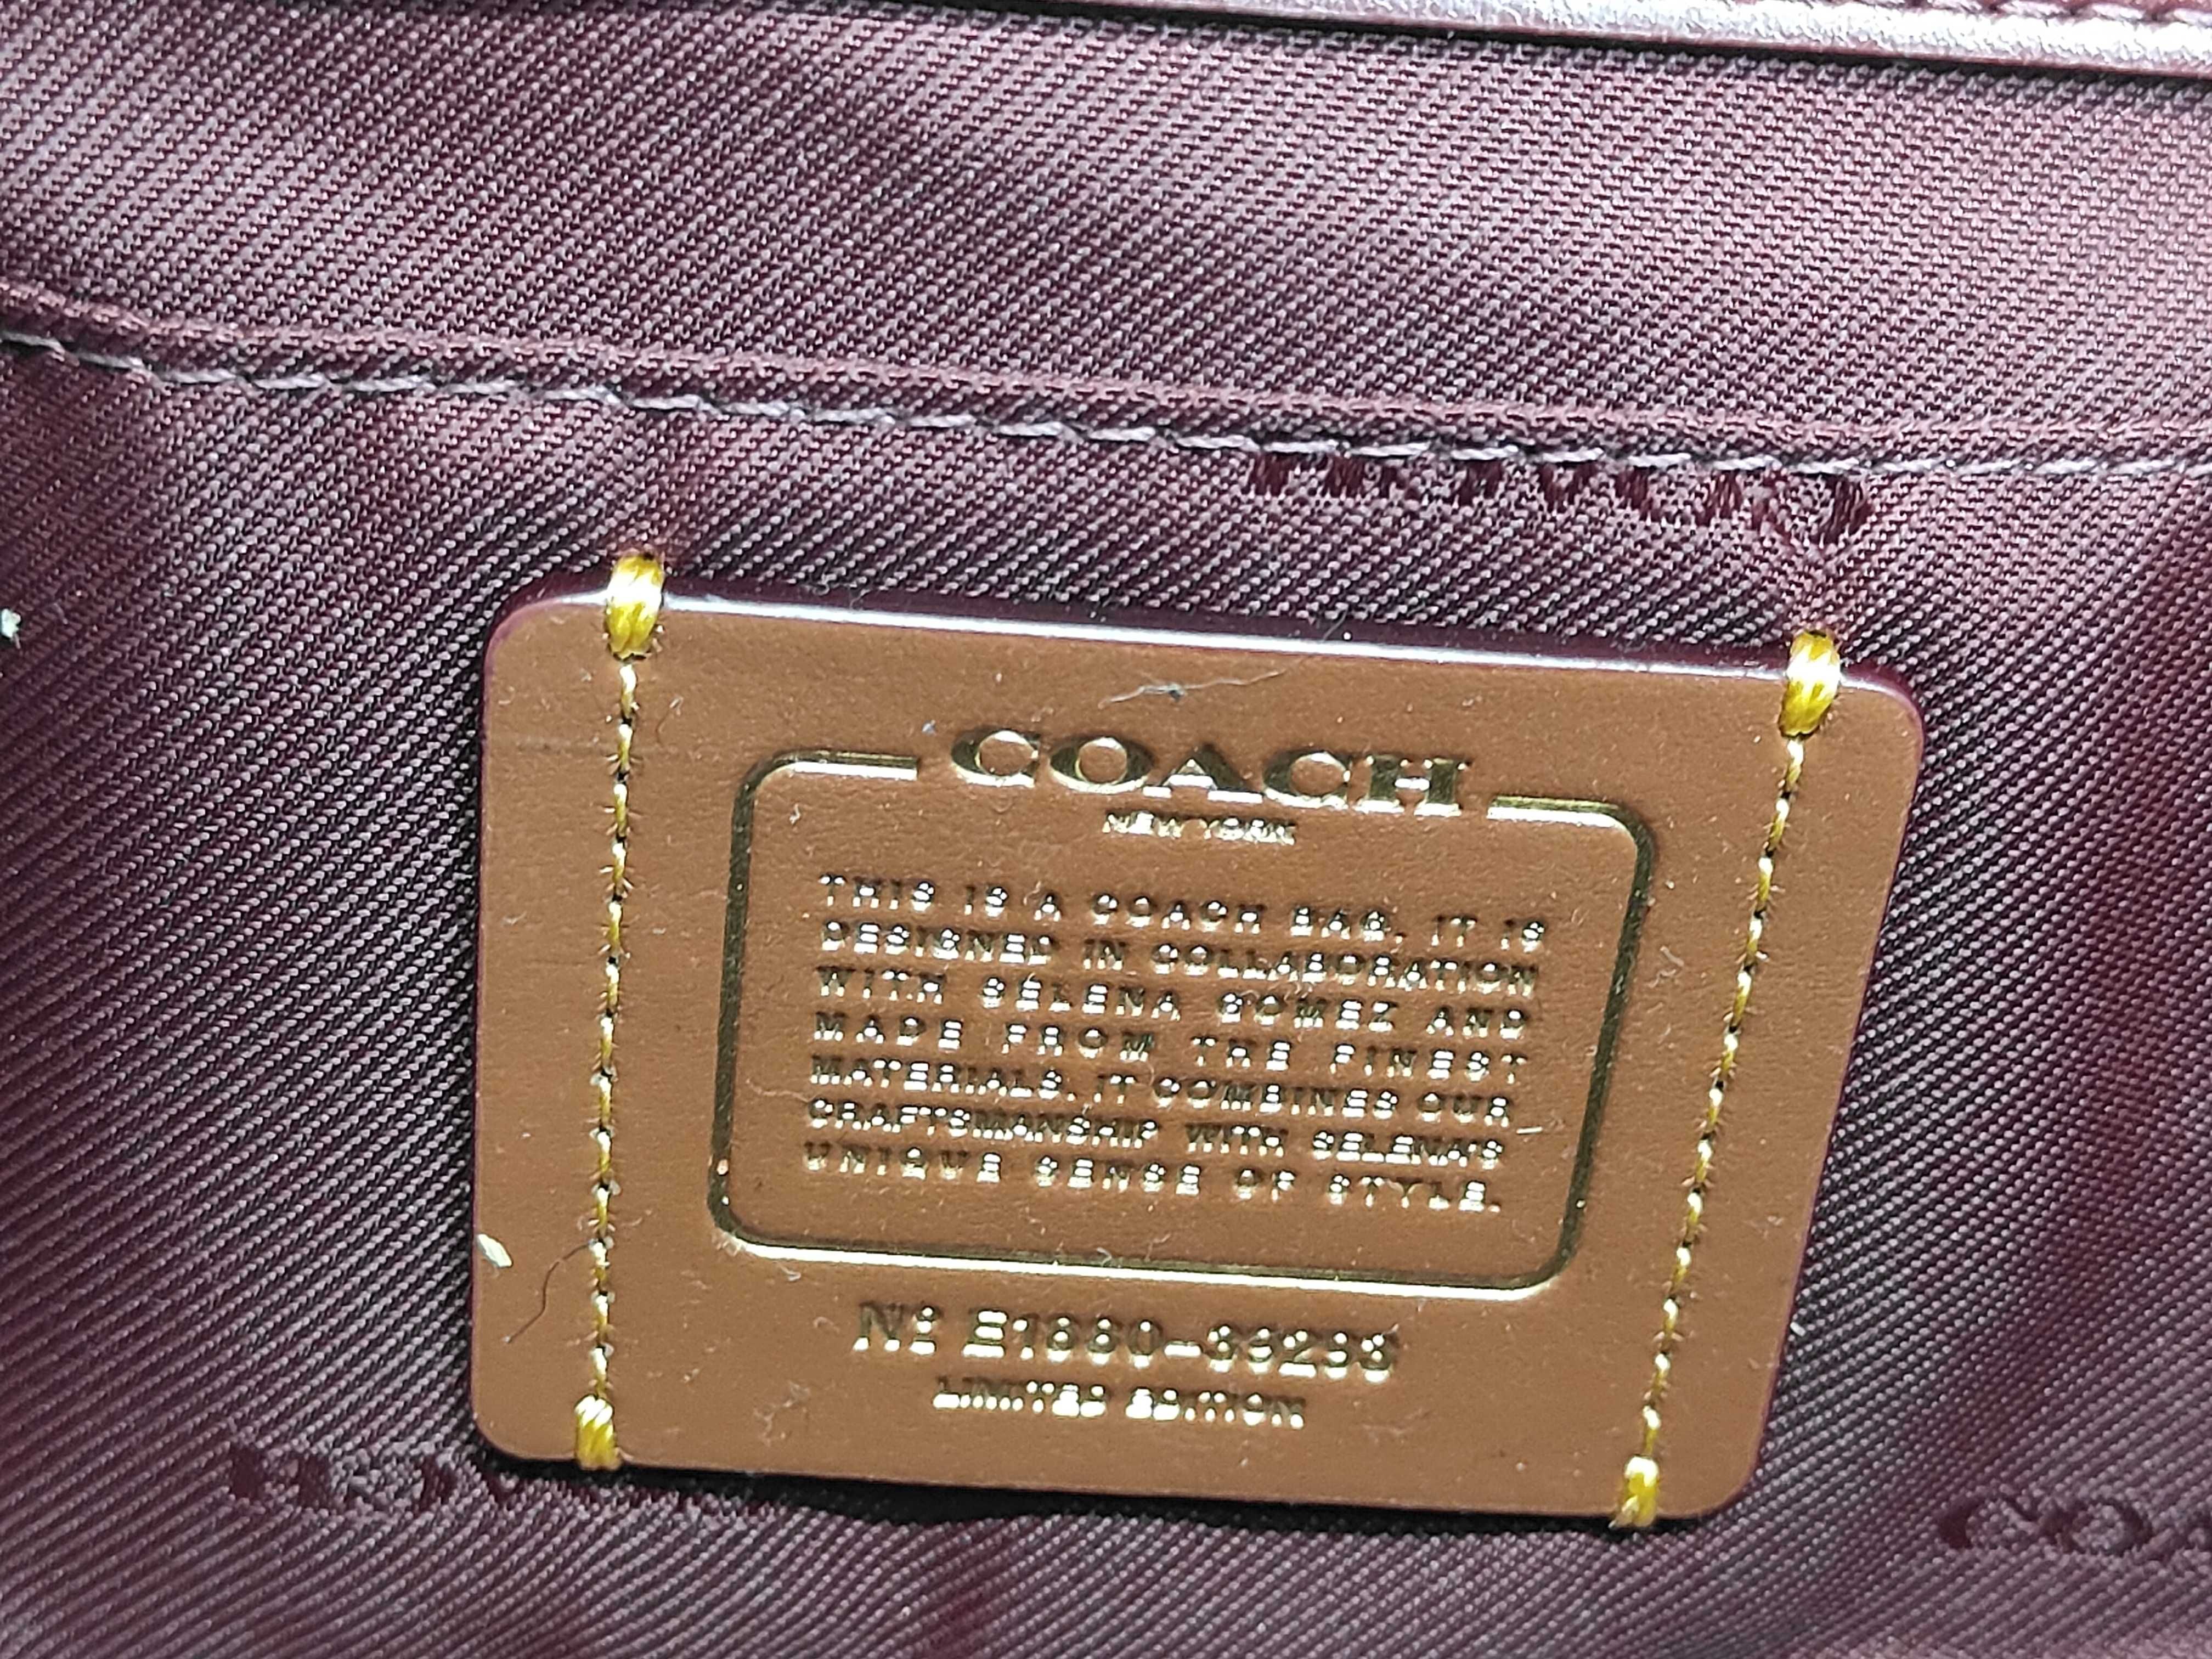 COACH
NEW YORK
THIS IS A COACH BAG. IT IS
DESIGNED IN COLLABORATION
WITH SELENA GOMEZ AND
MADE FROM THE FINEST
MATERIALS. IT COMBINES OUR
CRAFTSMANSHIP WITH SELENA'S
UNIQUE SENSE OF STYLE.
Nº
LIMITED EDITION